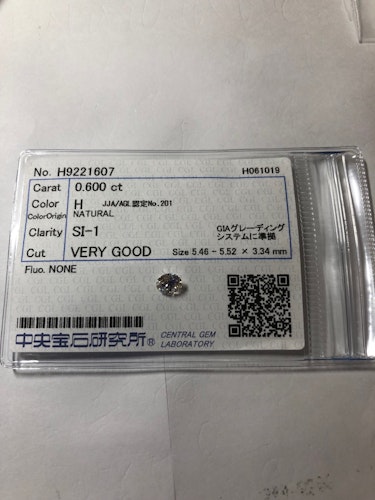 No. H9221607 H061019
Carat 0.600 ct
Color H JJA/AGL認定No.201
ColorOrigin NATURAL
Clarity SI-1 GIAグレーディング
システムに準拠
Cut VERY GOOD Size 5.46 - 5.52 × 3.34 mm
Fluo. NONE
中央宝石研究所® CENTRAL GEM
LABORATORY